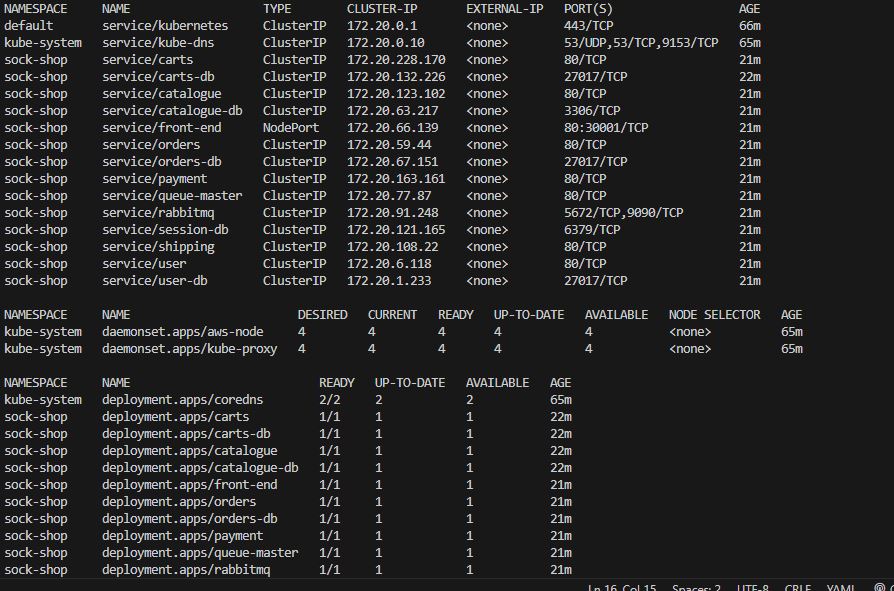 NAMESPACE NAME TYPE CLUSTER-IP EXTERNAL-IP PORT(S) AGE
default service/kubernetes ClusterIP 172.20.0.1 <none> 443/TCP 66m
kube-system service/kube-dns ClusterIP 172.20.0.10 <none> 53/UDP,53/TCP,9153/TCP 65m
sock-shop service/carts ClusterIP 172.20.228.170 <none> 80/TCP 21m
sock-shop service/carts-db ClusterIP 172.20.132.226 <none> 27017/TCP 22m
sock-shop service/catalogue ClusterIP 172.20.123.102 <none> 80/TCP 21m
sock-shop service/catalogue-db ClusterIP 172.20.63.217 <none> 3306/TCP 21m
sock-shop service/front-end NodePort 172.20.66.139 <none> 80:30001/TCP 21m
sock-shop service/orders ClusterIP 172.20.59.44 <none> 80/TCP 21m
sock-shop service/orders-db ClusterIP 172.20.67.151 <none> 27017/TCP 21m
sock-shop service/payment ClusterIP 172.20.163.161 <none> 80/TCP 21m
sock-shop service/queue-master ClusterIP 172.20.77.87 <none> 80/TCP 21m
sock-shop service/rabbitmq ClusterIP 172.20.91.248 <none> 5672/TCP,9090/TCP 21m
sock-shop service/session-db ClusterIP 172.20.121.165 <none> 6379/TCP 21m
sock-shop service/shipping ClusterIP 172.20.108.22 <none> 80/TCP 21m
sock-shop service/user ClusterIP 172.20.6.118 <none> 80/TCP 21m
sock-shop service/user-db ClusterIP 172.20.1.233 <none> 27017/TCP 21m
NAMESPACE NAME DESIRED CURRENT READY UP-TO-DATE AVAILABLE NODE SELECTOR AGE
kube-system daemonset.apps/aws-node 4 4 4 4 4 <none> 65m
kube-system daemonset.apps/kube-proxy 4 4 4 4 4 <none> 65m
NAMESPACE NAME READY UP-TO-DATE AVAILABLE AGE
kube-system deployment.apps/coredns 2/2 2 2 65m
sock-shop deployment.apps/carts 1/1 1 1 22m
sock-shop deployment.apps/carts-db 1/1 1 1 22m
sock-shop deployment.apps/catalogue 1/1 1 1 22m
sock-shop deployment.apps/catalogue-db 1/1 1 1 22m
sock-shop deployment.apps/front-end 1/1 1 1 21m
sock-shop deployment.apps/orders 1/1 1 1 21m
sock-shop deployment.apps/orders-db 1/1 1 1 21m
sock-shop deployment.apps/payment 1/1 1 1 21m
sock-shop deployment.apps/queue-master 1/1 1 1 21m
sock-shop deployment.apps/rabbitmq 1/1 1 1 21m
Ln 16, Col 15 Spaces: 2 UTF-8 CRLF YAML